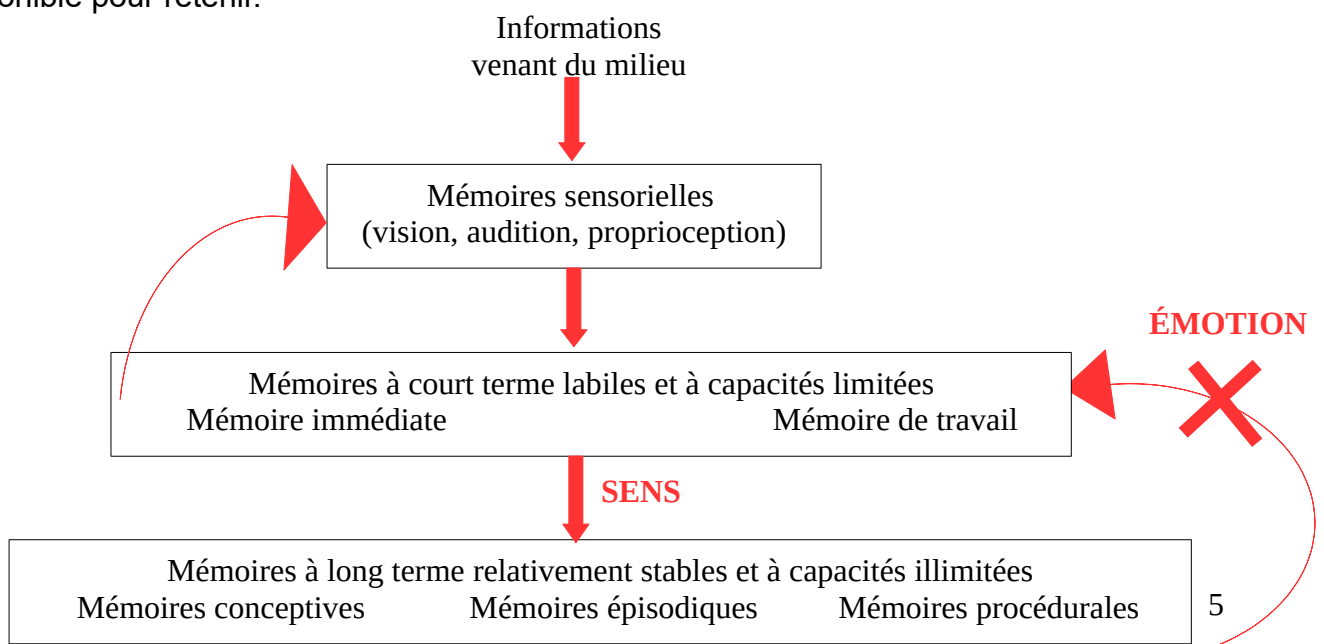 pour retenir.
Informations
venant du milieu
Mémoires sensorielles
(vision, audition, proprioception)
ÉMOTION
Mémoires à court terme labiles et à capacités limitées
Mémoire immédiate Mémoire de travail
SENS
Mémoires à long terme relativement stables et à capacités illimitées
Mémoires conceptives Mémoires épisodiques Mémoires procédurales 5